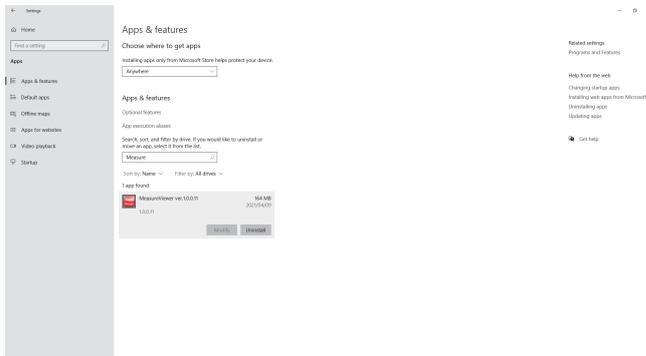 Settings
Home
Find a setting
Apps
Apps & features
Default apps
Offline maps
Apps for websites
Video playback
Startup
Apps & features
Choose where to get apps
Installing apps only from Microsoft Store helps protect your device.
Anywhere
Apps & features
Optional features
App execution aliases
Search, sort, and filter by drive. If you would like to uninstall or
move an app, select it from the list.
Measure
Sort by: Name
Filter by: All drives
1 app found
MeasureViewer ver.1.0.0.11
164 MB
2021/04/09
1.0.0.11
Modify
Uninstall
Related settings
Programs and Features
Help from the web
Changing startup apps
Installing web apps from Microsoft
Uninstalling apps
Updating apps
Get help